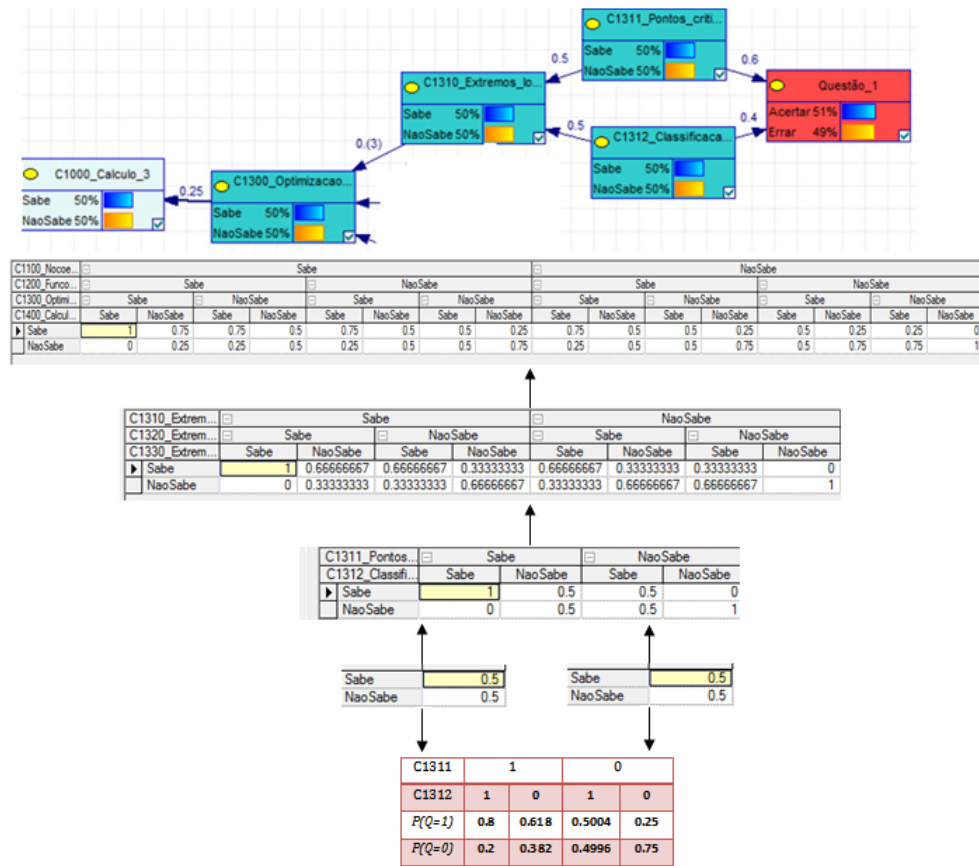 C1311_Pontos_criti...
Sabe 50%
NaoSabe 50%
0.5
0.6
C1310_Extremos_lo...
Sabe 50%
NaoSabe 50%
Questão_1
Acertar 51%
Errar 49%
0.5
0.4
C1312_Classificaca...
Sabe 50%
NaoSabe 50%
0.(3)
C1000_Calculo_3
Sabe 50%
NaoSabe 50%
0.25
C1300_Optimizacao...
Sabe 50%
NaoSabe 50%
C1100_Nocoe... Sabe NaoSabe
C1200_Funco... Sabe NaoSabe Sabe NaoSabe
C1300_Optimi... Sabe NaoSabe Sabe NaoSabe Sabe NaoSabe Sabe NaoSabe
C1400_Calcul... Sabe NaoSabe Sabe NaoSabe Sabe NaoSabe Sabe NaoSabe Sabe NaoSabe Sabe NaoSabe Sabe NaoSabe Sabe NaoSabe
Sabe 1 0.75 0.75 0.5 0.75 0.5 0.5 0.25 0.75 0.5 0.5 0.25 0.5 0.25 0.25 0
NaoSabe 0 0.25 0.25 0.5 0.25 0.5 0.5 0.75 0.25 0.5 0.5 0.75 0.5 0.75 0.75 1
C1310_Extrem... Sabe NaoSabe
C1320_Extrem... Sabe NaoSabe Sabe NaoSabe
C1330_Extrem... Sabe NaoSabe Sabe NaoSabe Sabe NaoSabe Sabe NaoSabe
Sabe 1 0.66666667 0.66666667 0.33333333 0.66666667 0.33333333 0.33333333 0
NaoSabe 0 0.33333333 0.33333333 0.66666667 0.33333333 0.66666667 0.66666667 1
C1311_Pontos... Sabe NaoSabe
C1312_Classifi... Sabe NaoSabe Sabe NaoSabe
Sabe 1 0.5 0.5 0
NaoSabe 0 0.5 0.5 1
Sabe 0.5
NaoSabe 0.5
Sabe 0.5
NaoSabe 0.5
C1311 1 0
C1312 1 0 1 0
P(Q=1) 0.8 0.618 0.5004 0.25
P(Q=0) 0.2 0.382 0.4996 0.75